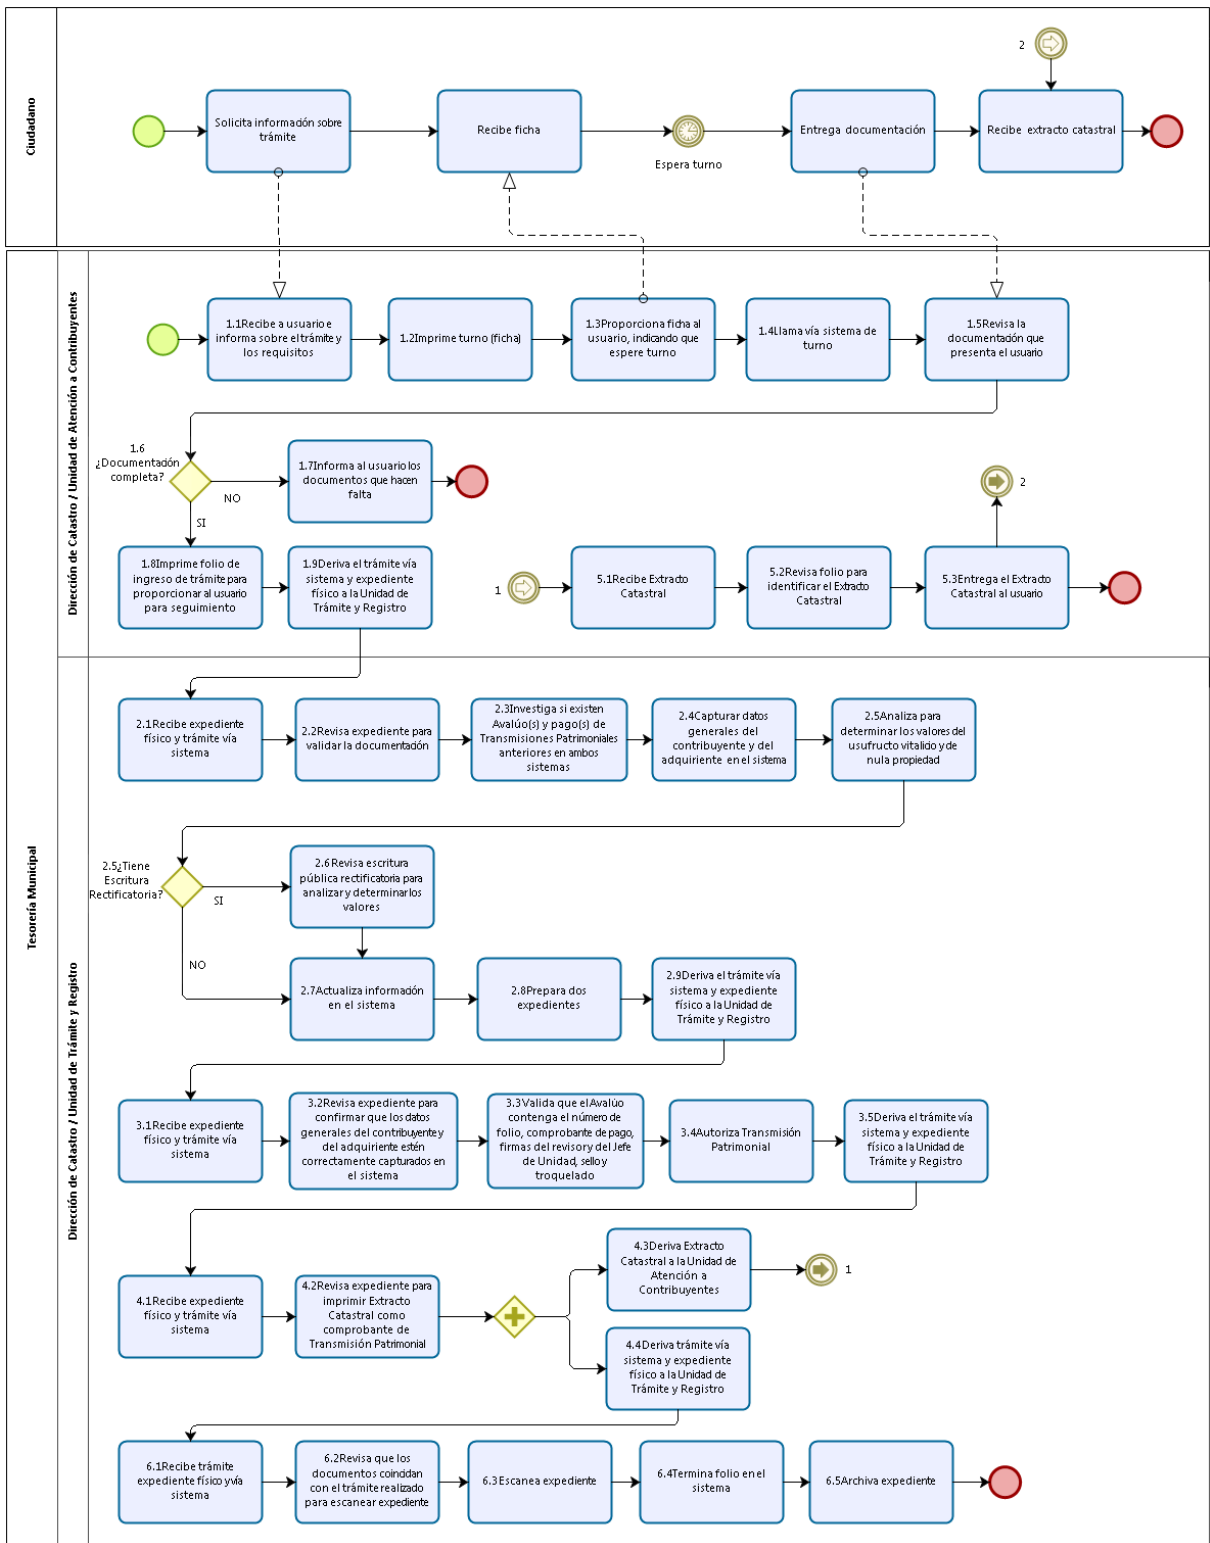 Ciudadano
2
Solicita información sobre
trámite
Recibe ficha
Espera turno
Entrega documentación
Recibe extracto catastral
Tesorería Municipal
Dirección de Catastro / Unidad de Atención a Contribuyentes
1.1Recibe a usuario e
informa sobre el trámite y
los requisitos
1.2Imprime turno (ficha)
1.3Proporciona ficha al
usuario, indicando que
espere turno
1.4Llama vía sistema de
turno
1.5Revisa la
documentación que
presenta el usuario
1.6
¿Documentación
completa?
NO
SI
1.7Informa al usuario los
documentos que hacen
falta
2
1.8Imprime folio de
ingreso de trámite para
proporcionar al usuario
para seguimiento
1.9Deriva el trámite vía
sistema y expediente
físico a la Unidad de
Trámite y Registro
1
5.1Recibe Extracto
Catastral
5.2Revisa folio para
identificar el Extracto
Catastral
5.3Entrega el Extracto
Catastral al usuario
Dirección de Catastro / Unidad de Trámite y Registro
2.1Recibe expediente
físico y trámite vía
sistema
2.2Revisa expediente para
validar la documentación
2.3Investiga si existen
Avalúo(s) y pago(s) de
Transmisiones Patrimoniales
anteriores en ambos
sistemas
2.4Capturar datos
generales del
contribuyente y del
adquiriente en el sistema
2.5Analiza para
determinar los valores del
usufructo vitalicio y de
nula propiedad
2.5¿Tiene
Escritura
Rectificatoria?
SI
NO
2.6Revisa escritura
pública rectificatoria para
analizar y determinar los
valores
2.7Actualiza información
en el sistema
2.8Prepara dos
expedientes
2.9Deriva el trámite vía
sistema y expediente
físico a la Unidad de
Trámite y Registro
3.1Recibe expediente
físico y trámite vía
sistema
3.2Revisa expediente para
confirmar que los datos
generales del contribuyente y
del adquiriente estén
correctamente capturados en
el sistema
3.3Valida que el Avalúo
contenga el número de
folio, comprobante de pago,
firmas del revisor y del Jefe
de Unidad, sello y
troquelado
3.4Autoriza Transmisión
Patrimonial
3.5Deriva el trámite vía
sistema y expediente
físico a la Unidad de
Trámite y Registro
4.1Recibe expediente
físico y trámite vía
sistema
4.2Revisa expediente para
imprimir Extracto
Catastral como
comprobante de
Transmisión Patrimonial
4.3Deriva Extracto
Catastral a la Unidad de
Atención a
Contribuyentes
1
4.4Deriva trámite vía
sistema y expediente
físico a la Unidad de
Trámite y Registro
6.1Recibe trámite
expediente físico y vía
sistema
6.2Revisa que los
documentos coincidan
con el trámite realizado
para escanear expediente
6.3Escanea expediente
6.4Termina folio en el
sistema
6.5Archiva expediente